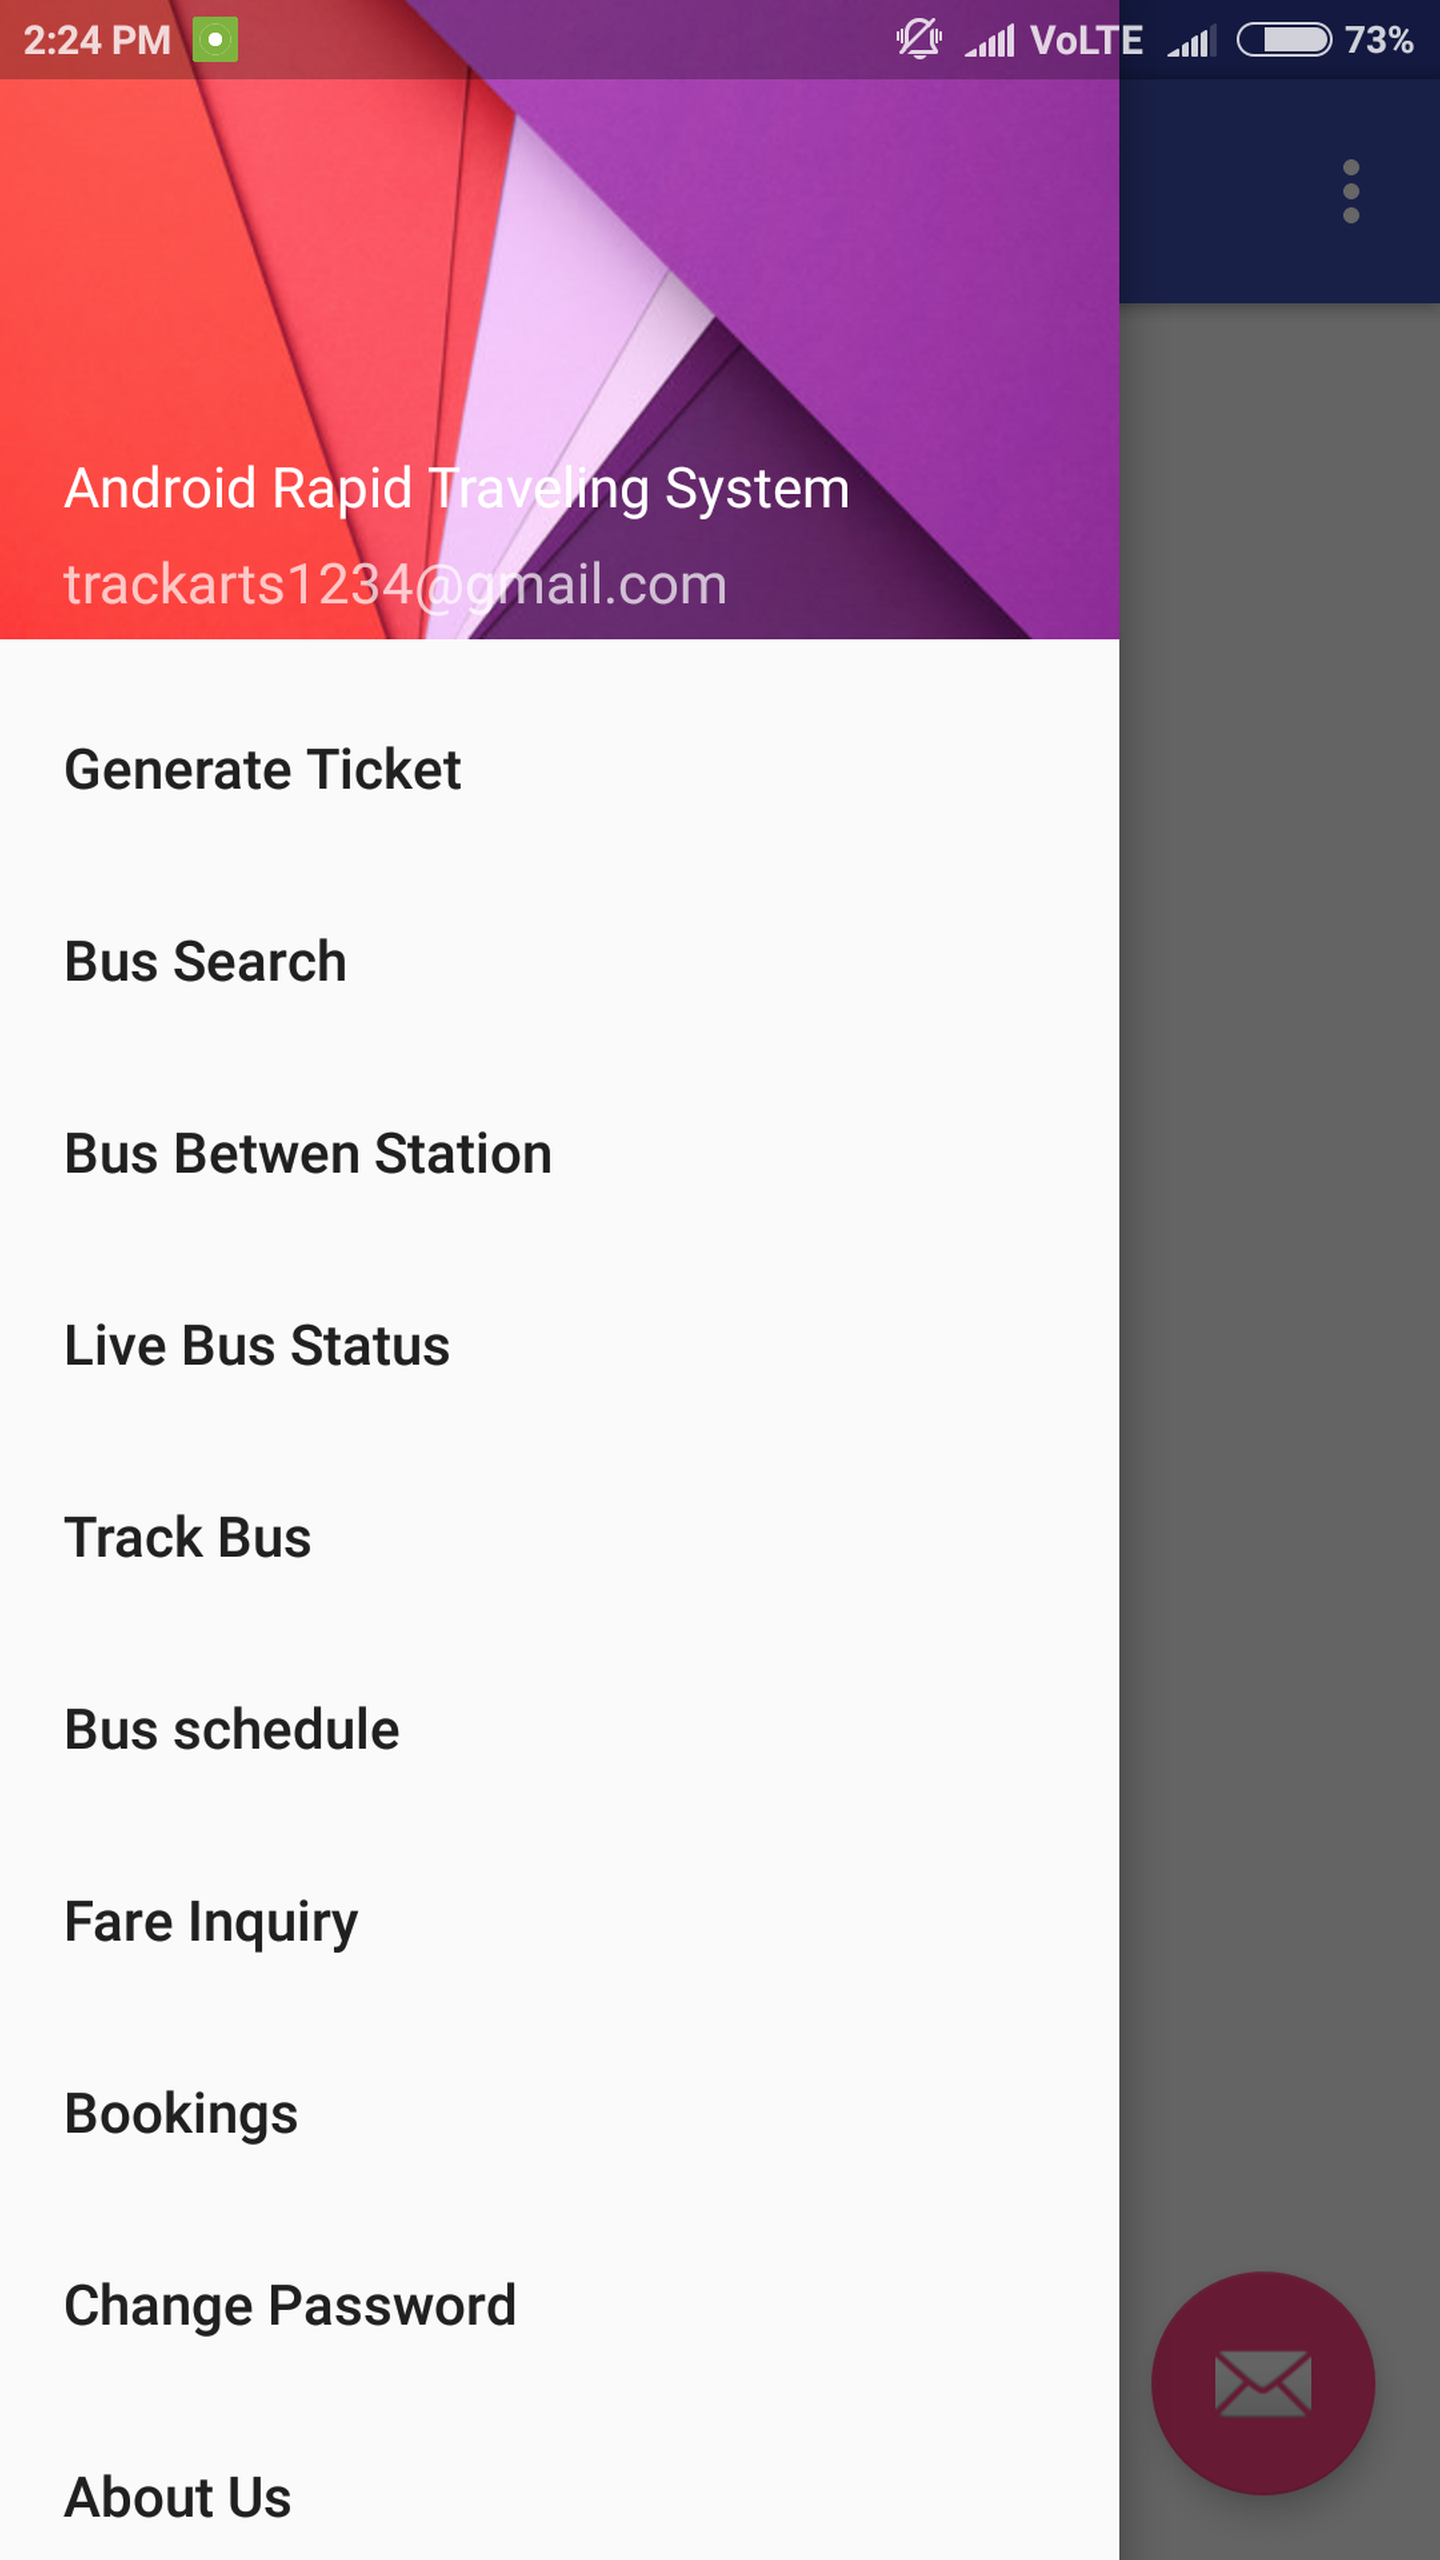 2:24 PM VoLTE 73%
Android Rapid Traveling System
trackarts1234@gmail.com
Generate Ticket
Bus Search
Bus Betwen Station
Live Bus Status
Track Bus
Bus schedule
Fare Inquiry
Bookings
Change Password
About Us